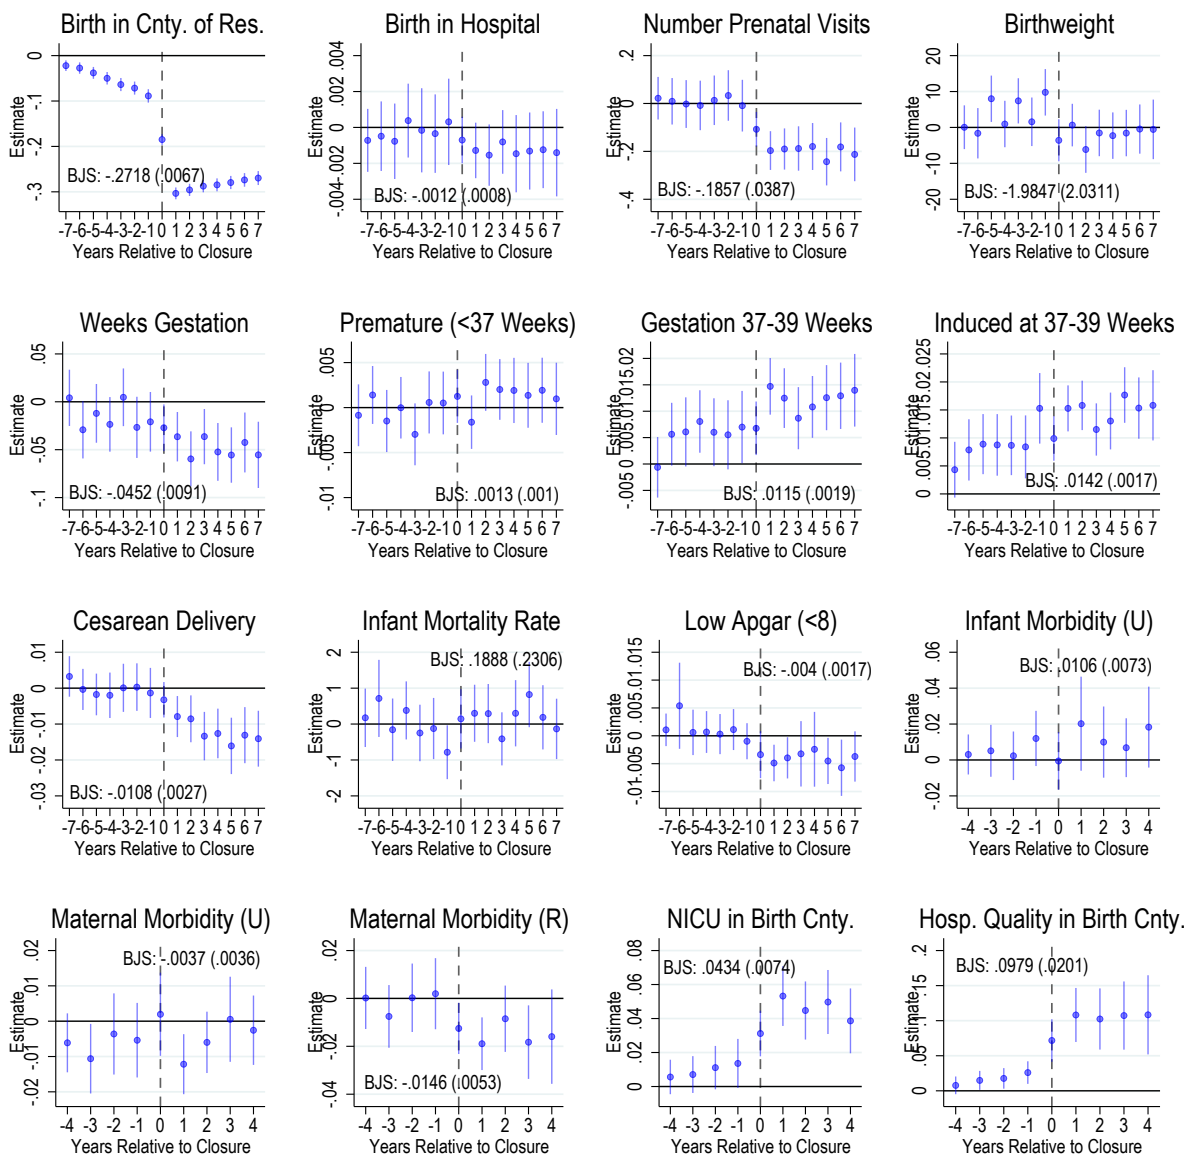 Birth in Cnty. of Res.
Estimate
0
-.1
-.2
-.3
BJS: -.2718 (.0067)
-7-6-5-4-3-2-1 0 1 2 3 4 5 6 7
Years Relative to Closure
Birth in Hospital
Estimate
.004
.002
0
-.002
-.004
BJS: -.0012 (.0008)
-7-6-5-4-3-2-1 0 1 2 3 4 5 6 7
Years Relative to Closure
Number Prenatal Visits
Estimate
.2
0
-.2
-.4
BJS: -.1857 (.0387)
-7-6-5-4-3-2-1 0 1 2 3 4 5 6 7
Years Relative to Closure
Birthweight
Estimate
20
10
0
-10
-20
BJS: -1.9847 (2.0311)
-7-6-5-4-3-2-1 0 1 2 3 4 5 6 7
Years Relative to Closure
Weeks Gestation
Estimate
.05
0
-.05
-.1
BJS: -.0452 (.0091)
-7-6-5-4-3-2-1 0 1 2 3 4 5 6 7
Years Relative to Closure
Premature (<37 Weeks)
Estimate
.005
0
-.005
-.01
BJS: .0013 (.001)
-7-6-5-4-3-2-1 0 1 2 3 4 5 6 7
Years Relative to Closure
Gestation 37-39 Weeks
Estimate
.02
.015
.01
.005
0
-.005
BJS: .0115 (.0019)
-7-6-5-4-3-2-1 0 1 2 3 4 5 6 7
Years Relative to Closure
Induced at 37-39 Weeks
Estimate
.025
.02
.015
.01
.005
0
BJS: .0142 (.0017)
-7-6-5-4-3-2-1 0 1 2 3 4 5 6 7
Years Relative to Closure
Cesarean Delivery
Estimate
.01
0
-.01
-.02
-.03
BJS: -.0108 (.0027)
-7-6-5-4-3-2-1 0 1 2 3 4 5 6 7
Years Relative to Closure
Infant Mortality Rate
Estimate
2
1
0
-1
-2
BJS: .1888 (.2306)
-7-6-5-4-3-2-1 0 1 2 3 4 5 6 7
Years Relative to Closure
Low Apgar (<8)
Estimate
.015
.01
.005
0
-.005
-.01
BJS: -.004 (.0017)
-7-6-5-4-3-2-1 0 1 2 3 4 5 6 7
Years Relative to Closure
Infant Morbidity (U)
Estimate
.06
.04
.02
0
-.02
BJS: .0106 (.0073)
-4 -3 -2 -1 0 1 2 3 4
Years Relative to Closure
Maternal Morbidity (U)
Estimate
.02
.01
0
-.01
-.02
BJS: -.0037 (.0036)
-4 -3 -2 -1 0 1 2 3 4
Years Relative to Closure
Maternal Morbidity (R)
Estimate
.02
0
-.02
-.04
BJS: -.0146 (.0053)
-4 -3 -2 -1 0 1 2 3 4
Years Relative to Closure
NICU in Birth Cnty.
Estimate
.08
.06
.04
.02
0
BJS: .0434 (.0074)
-4 -3 -2 -1 0 1 2 3 4
Years Relative to Closure
Hosp. Quality in Birth Cnty.
Estimate
.2
.15
.1
.05
0
BJS: .0979 (.0201)
-4 -3 -2 -1 0 1 2 3 4
Years Relative to Closure